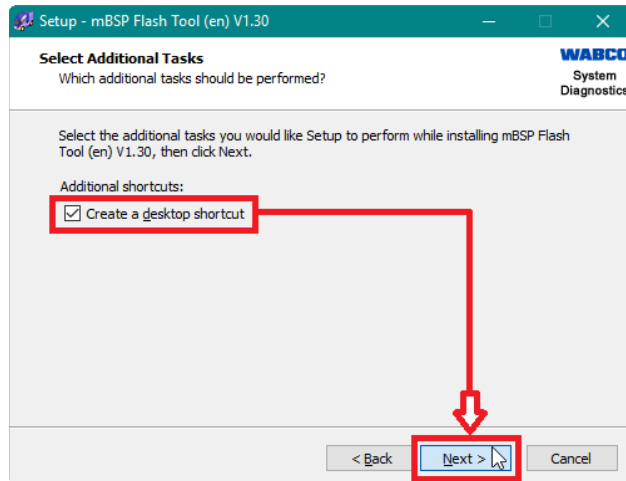 Setup - mBSP Flash Tool (en) V1.30
Select Additional Tasks
Which additional tasks should be performed?
WABCO
System
Diagnostics
Select the additional tasks you would like Setup to perform while installing mBSP Flash
Tool (en) V1.30, then click Next.
Additional shortcuts:
Create a desktop shortcut
< Back
Next >
Cancel